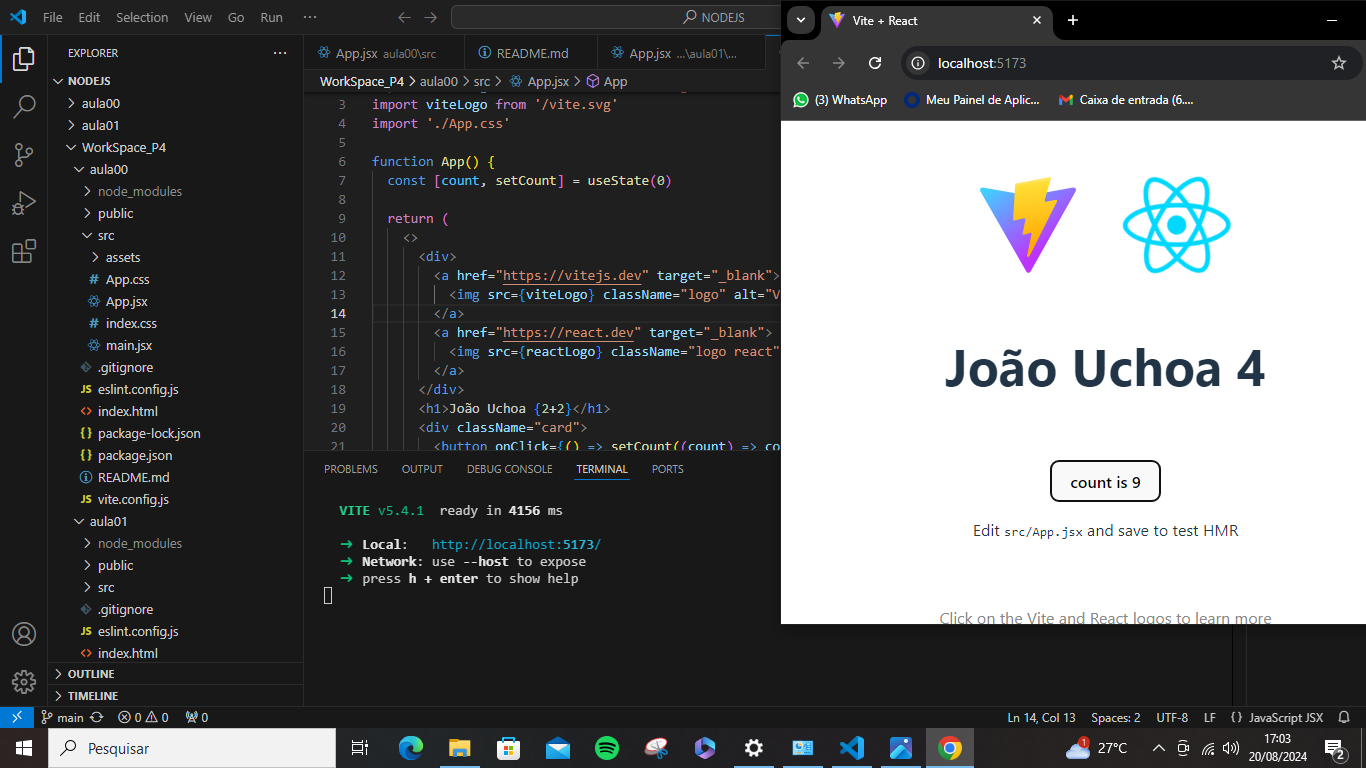 File Edit Selection View Go Run ···
NODEJS
EXPLORER ···
NODEJS
aula00
aula01
WorkSpace_P4
aula00
node_modules
public
src
assets
# App.css
App.jsx
# index.css
main.jsx
.gitignore
JS eslint.config.js
<> index.html
{} package-lock.json
{} package.json
README.md
JS vite.config.js
aula01
node_modules
public
src
.gitignore
JS eslint.config.js
<> index.html
OUTLINE
TIMELINE
App.jsx aula00\src
README.md
App.jsx ...\aula01\...
WorkSpace_P4 > aula00 > src > App.jsx > App
3 import viteLogo from '/vite.svg'
4 import './App.css'
5
6 function App() {
7 const [count, setCount] = useState(0)
8
9 return (
10 <>
11 <div>
12 <a href="https://vitejs.dev" target="_blank">
13 <img src={viteLogo} className="logo" alt="V
14 </a>
15 <a href="https://react.dev" target="_blank">
16 <img src={reactLogo} className="logo react"
17 </a>
18 </div>
19 <h1>João Uchoa {2+2}</h1>
20 <div className="card">
21 <button onClick={() => setCount((count) => co
PROBLEMS OUTPUT DEBUG CONSOLE TERMINAL PORTS
VITE v5.4.1 ready in 4156 ms
➜ Local: http://localhost:5173/
➜ Network: use --host to expose
➜ press h + enter to show help
Vite + React
localhost:5173
(3) WhatsApp Meu Painel de Aplic... Caixa de entrada (6....
João Uchoa 4
count is 9
Edit src/App.jsx and save to test HMR
Click on the Vite and React logos to learn more
main 0 0 0
Ln 14, Col 13 Spaces: 2 UTF-8 LF {} JavaScript JSX
Pesquisar
1 27°C
17:03
20/08/2024
2